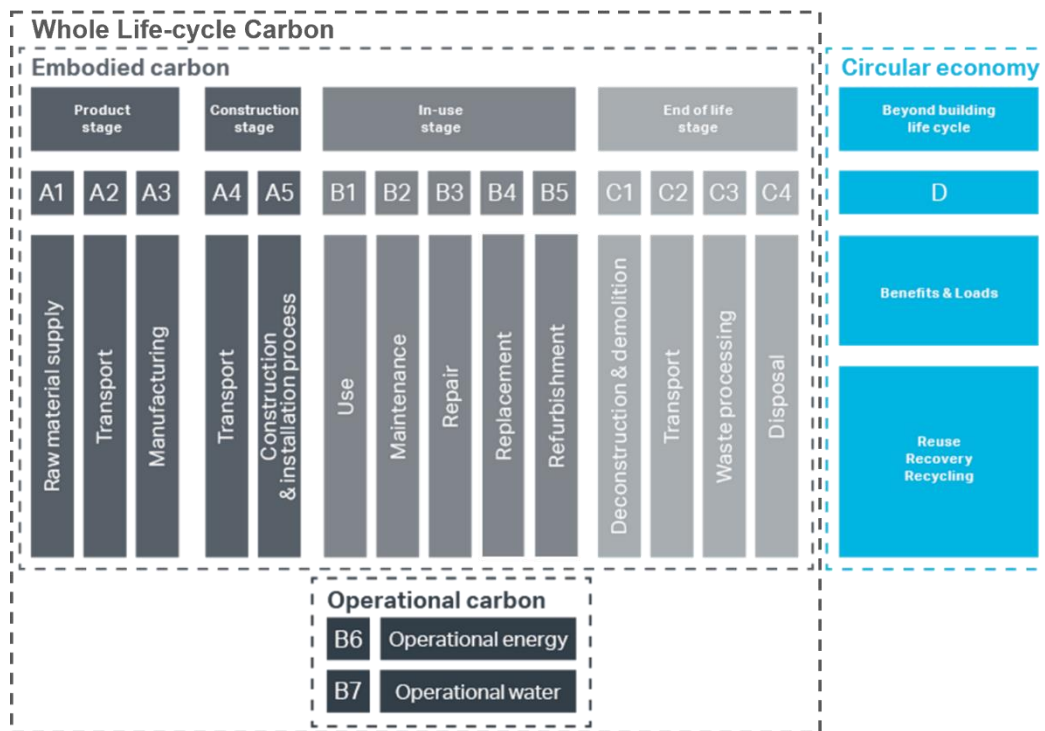 Whole Life-cycle Carbon
Embodied carbon
Circular economy
Product
stage
Construction
stage
In-use
stage
End of life
stage
Beyond building
life cycle
A1
A2
A3
A4
A5
B1
B2
B3
B4
B5
C1
C2
C3
C4
D
Raw material supply
Transport
Manufacturing
Transport
Construction
& installation process
Use
Maintenance
Repair
Replacement
Refurbishment
Deconstruction & demolition
Transport
Waste processing
Disposal
Benefits & Loads
Reuse
Recovery
Recycling
Operational carbon
B6
Operational energy
B7
Operational water